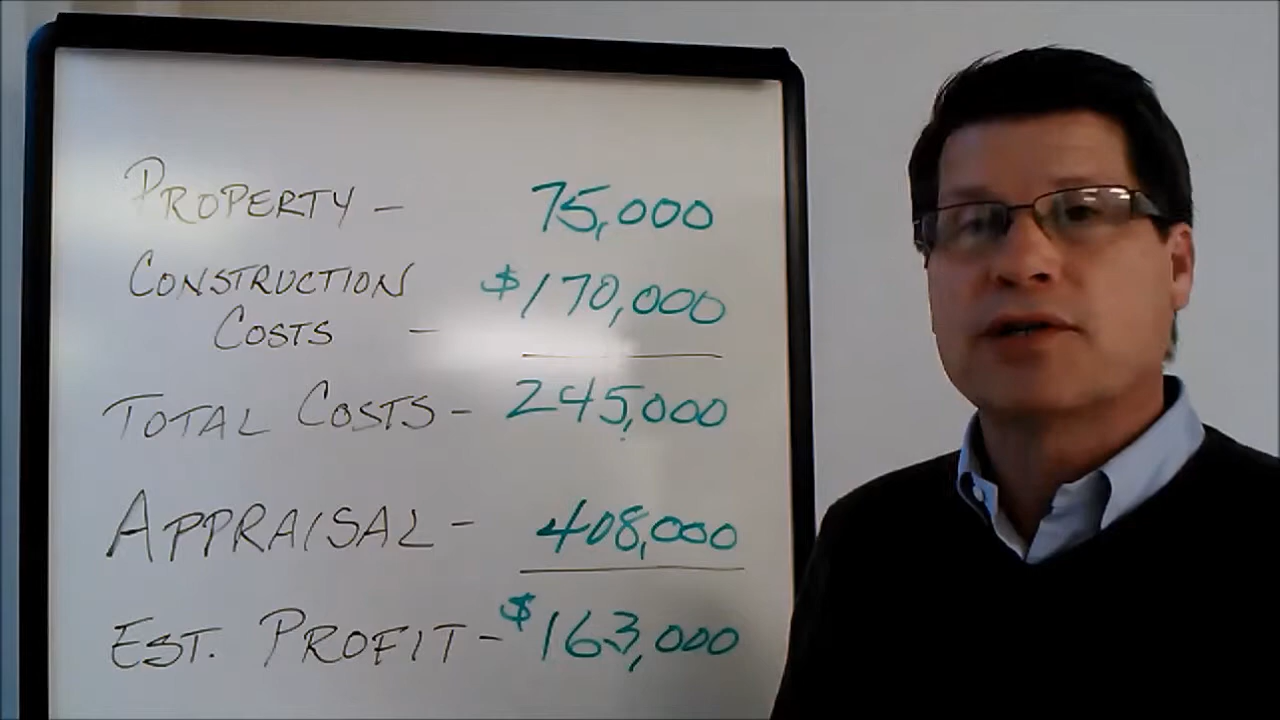 PROPERTY - 75,000
CONSTRUCTION
COSTS - $170,000
TOTAL COSTS - 245,000
APPRAISAL - 408,000
EST. PROFIT - $163,000